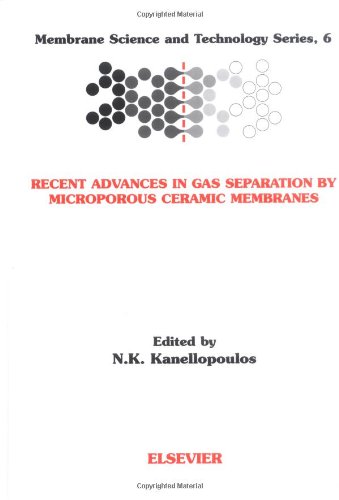 Copyrighted Material
Membrane Science and Technology Series, 6
RECENT ADVANCES IN GAS SEPARATION BY
MICROPOROUS CERAMIC MEMBRANES
Edited by
N.K. Kanellopoulos
ELSEVIER
Copyrighted Material